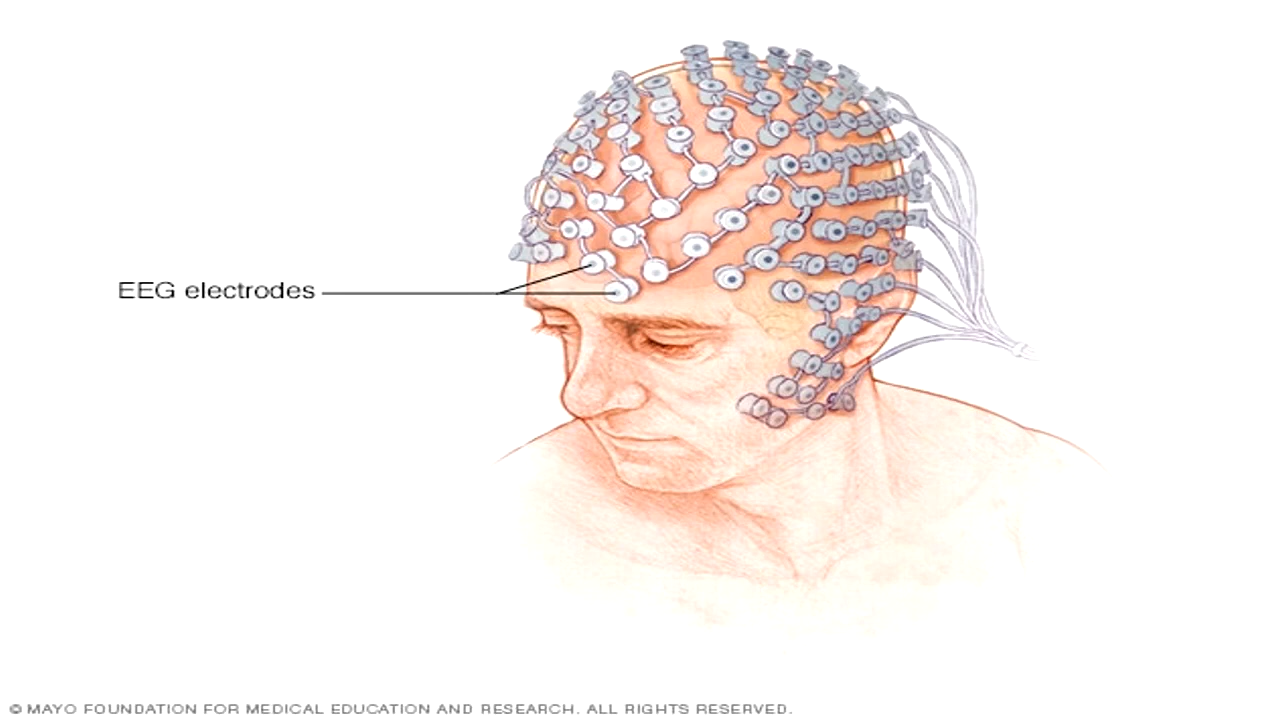 EEG electrodes
© MAYO FOUNDATION FOR MEDICAL EDUCATION AND RESEARCH. ALL RIGHTS RESERVED.